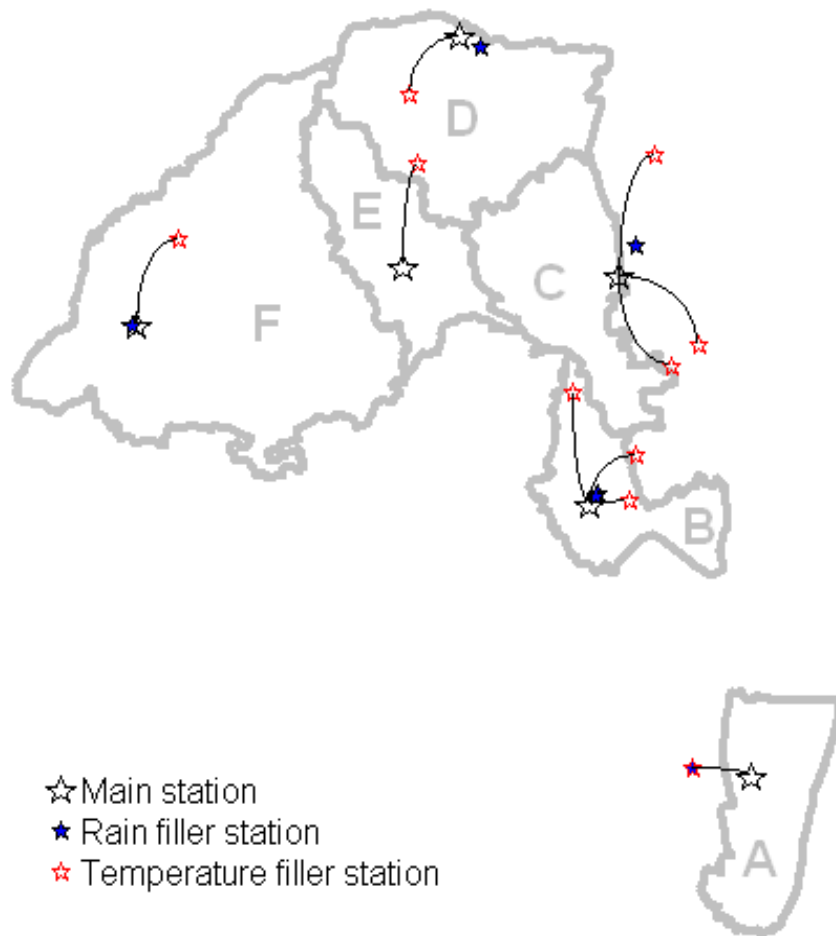 D
E
C
F
B
A
Main station
Rain filler station
Temperature filler station